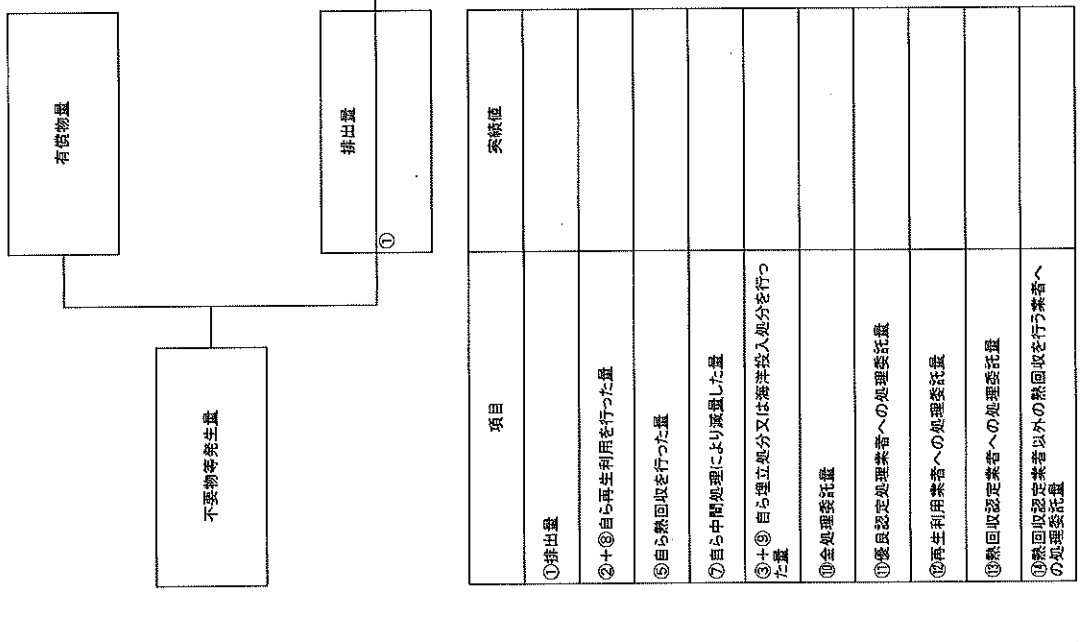 不要物等発生量
有償物量
排出量
①
項目
実績値
①排出量
②+⑧自ら再生利用を行った量
⑤自ら熱回収を行った量
⑦自ら中間処理により減量した量
③+⑨ 自ら埋立処分又は海洋投入処分を行っ
た量
⑩全処理委託量
⑪優良認定処理業者への処理委託量
⑫再生利用業者への処理委託量
⑬熱回収認定業者への処理委託量
⑭熱回収認定業者以外の熱回収を行う業者へ
の処理委託量